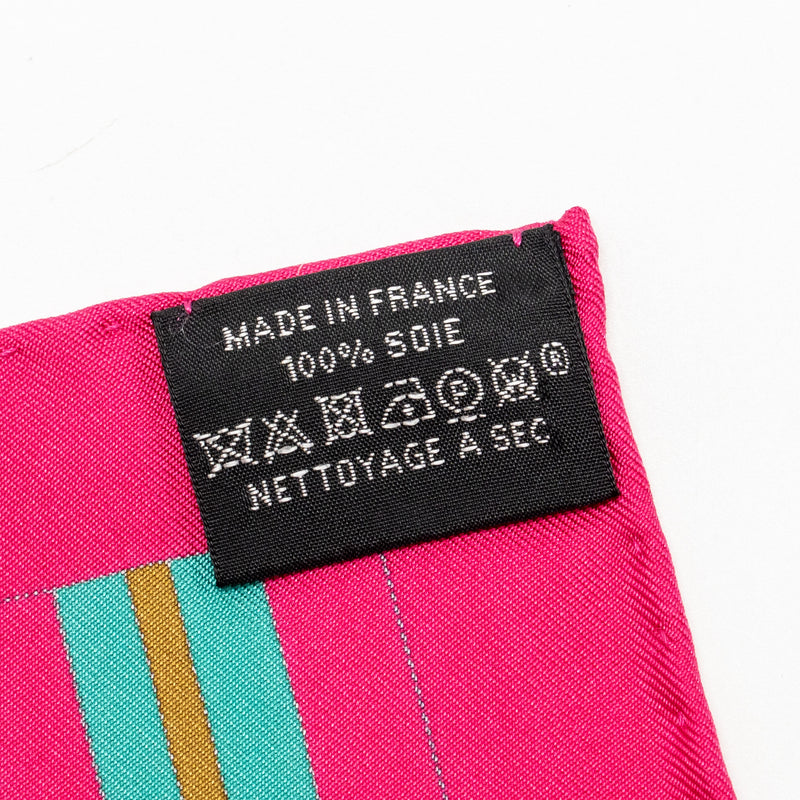 MADE IN FRANCE
100% SOIE
P W ®
NETTOYAGE A SEC